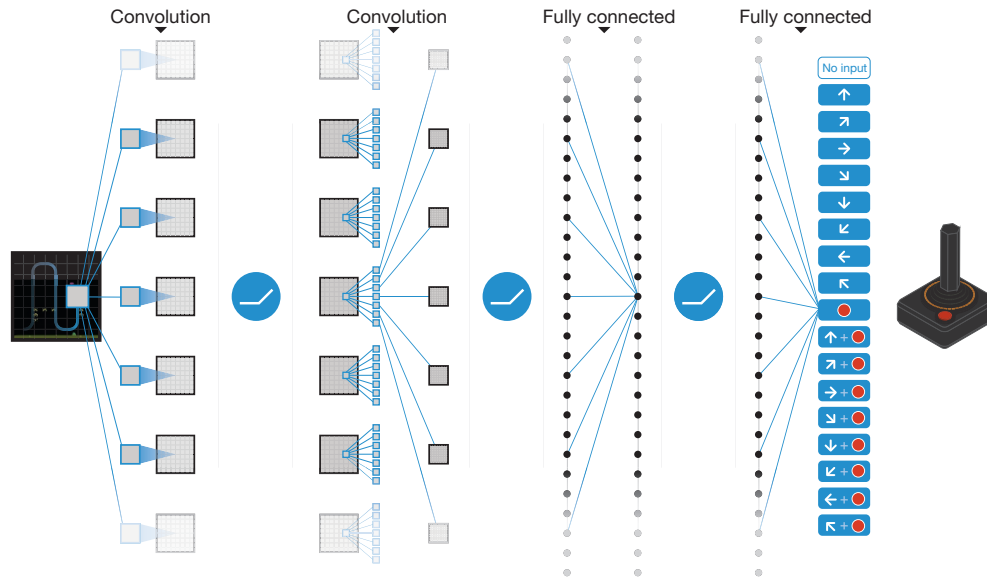 Convolution
Convolution
Fully connected
Fully connected
No input
+
+
+
+
+
+
+
+